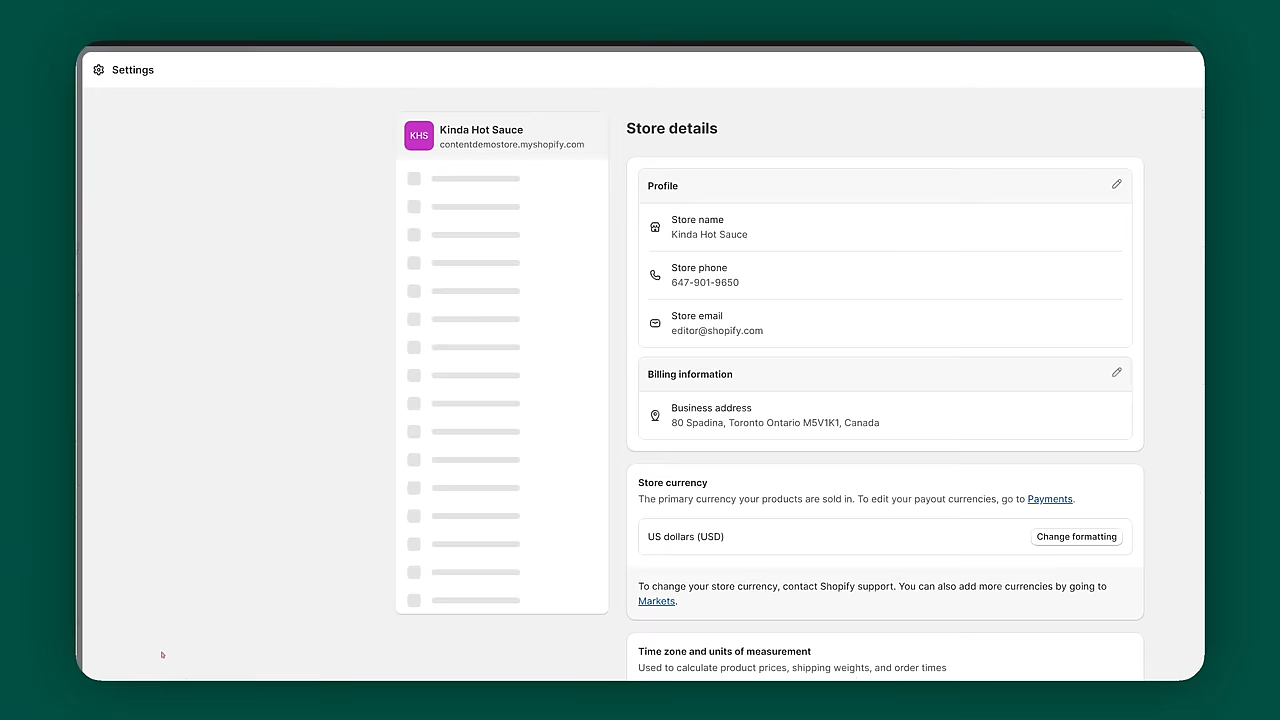 Settings
KHS
Kinda Hot Sauce
contentdemostore.myshopify.com
Store details
Profile
Store name
Kinda Hot Sauce
Store phone
647-901-9650
Store email
editor@shopify.com
Billing information
Business address
80 Spadina, Toronto Ontario M5V1K1, Canada
Store currency
The primary currency your products are sold in. To edit your payout currencies, go to Payments.
US dollars (USD)
Change formatting
To change your store currency, contact Shopify support. You can also add more currencies by going to
Markets.
Time zone and units of measurement
Used to calculate product prices, shipping weights, and order times